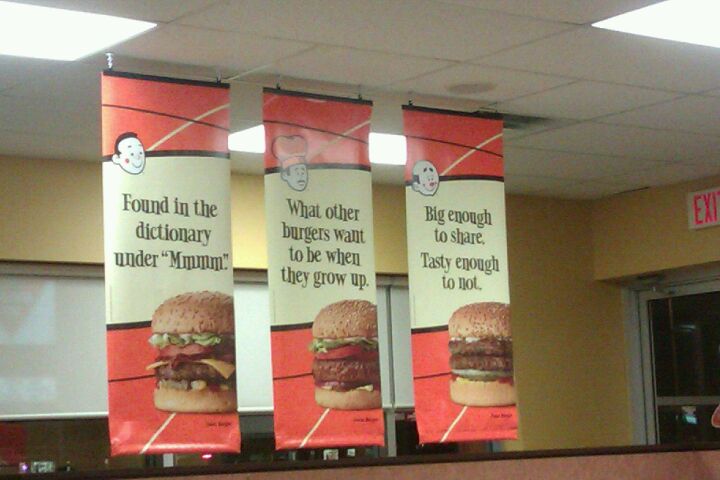 Found in the
dictionary
under "Mmmm."
What other
burgers want
to be when
they grow up.
Big enough
to share.
Tasty enough
to not.
EXIT